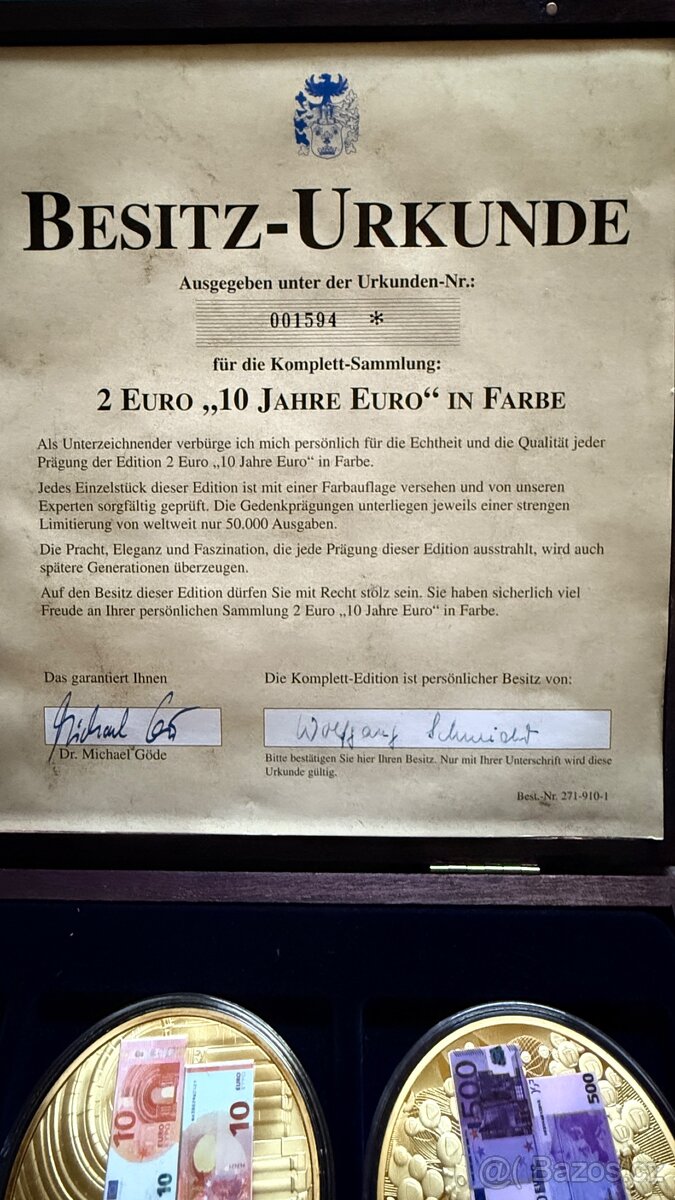 BESITZ-URKUNDE
Ausgegeben unter der Urkunden-Nr.:
001594 *
für die Komplett-Sammlung:
2 EURO „10 JAHRE EURO“ IN FARBE
Als Unterzeichnender verbürge ich mich persönlich für die Echtheit und die Qualität jeder
Prägung der Edition 2 Euro „10 Jahre Euro“ in Farbe.
Jedes Einzelstück dieser Edition ist mit einer Farbauflage versehen und von unseren
Experten sorgfältig geprüft. Die Gedenkprägungen unterliegen jeweils einer strengen
Limitierung von weltweit nur 50.000 Ausgaben.
Die Pracht, Eleganz und Faszination, die jede Prägung dieser Edition ausstrahlt, wird auch
spätere Generationen überzeugen.
Auf den Besitz dieser Edition dürfen Sie mit Recht stolz sein. Sie haben sicherlich viel
Freude an Ihrer persönlichen Sammlung 2 Euro „10 Jahre Euro“ in Farbe.
Das garantiert Ihnen
Die Komplett-Edition ist persönlicher Besitz von:
Wolfgang Schmidt
Dr. Michael Göde
Bitte bestätigen Sie hier Ihren Besitz. Nur mit Ihrer Unterschrift wird diese
Urkunde gültig.
Best.-Nr. 271-910-1
10 EURO
10
10 EURO
10
500
500
Bazos.cz